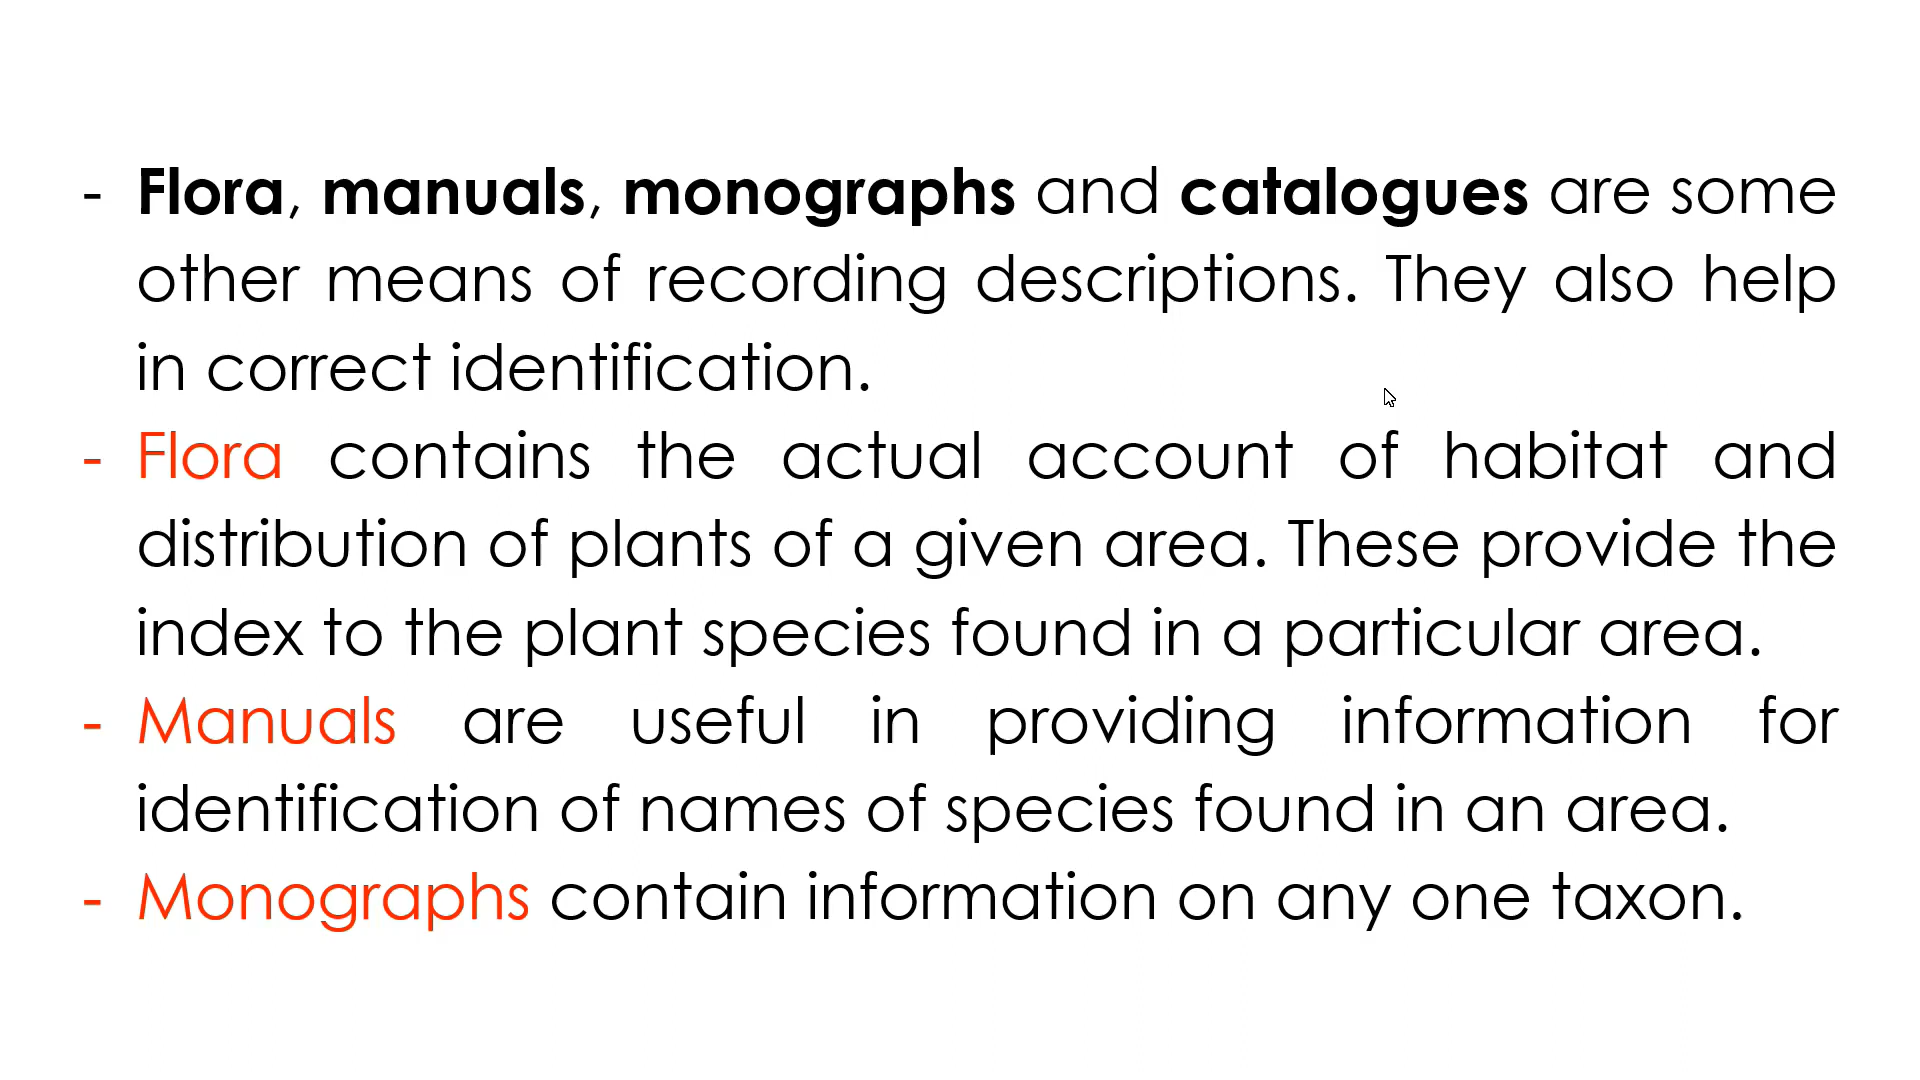 - Flora, manuals, monographs and catalogues are some
other means of recording descriptions. They also help
in correct identification.
- Flora contains the actual account of habitat and
distribution of plants of a given area. These provide the
index to the plant species found in a particular area.
- Manuals are useful in providing information for
identification of names of species found in an area.
- Monographs contain information on any one taxon.